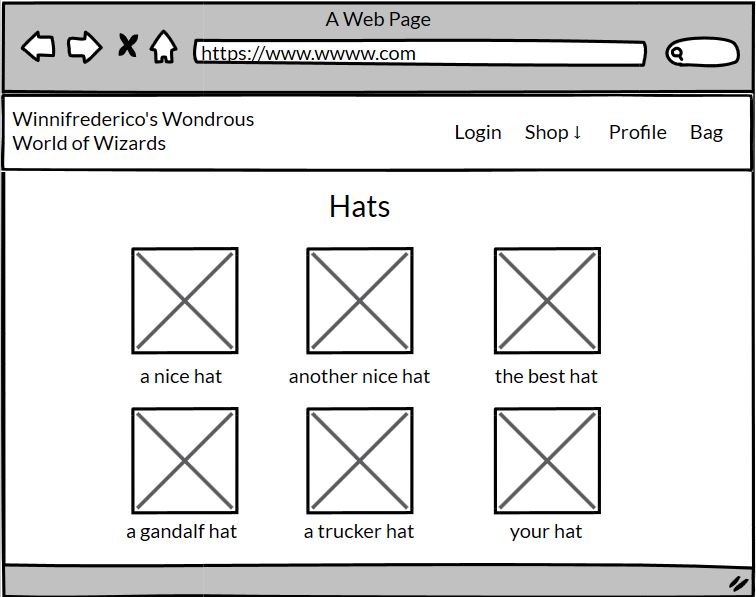 A Web Page
https://www.wwww.com
Winnifrederico's Wondrous
World of Wizards
Login Shop ↓ Profile Bag
Hats
a nice hat another nice hat the best hat
a gandalf hat a trucker hat your hat